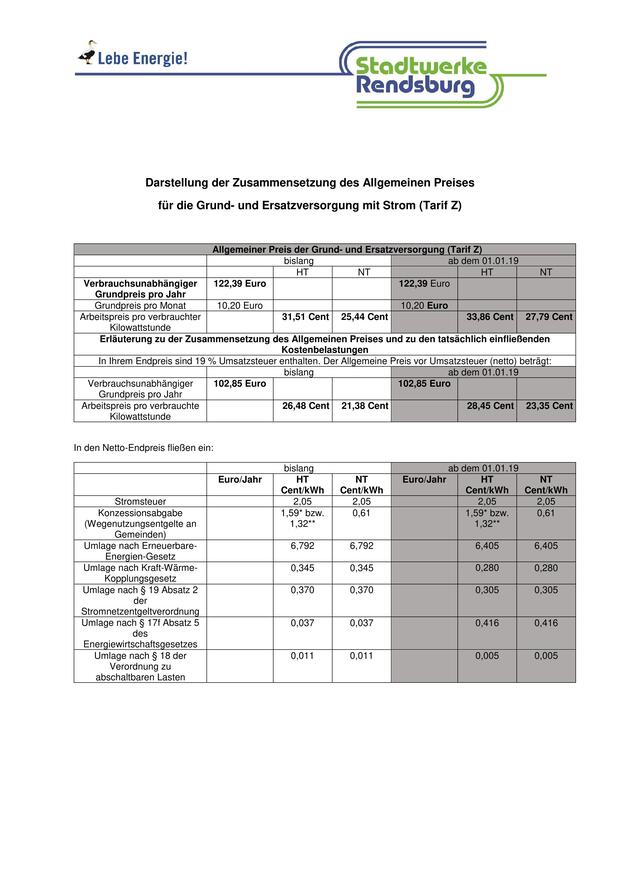 Lebe Energie!
Stadtwerke
Rendsburg
Darstellung der Zusammensetzung des Allgemeinen Preises
für die Grund- und Ersatzversorgung mit Strom (Tarif Z)
Allgemeiner Preis der Grund- und Ersatzversorgung (Tarif Z)
bislang ab dem 01.01.19
HT NT HT NT
Verbrauchsunabhängiger 122,39 Euro 122,39 Euro
Grundpreis pro Jahr
Grundpreis pro Monat 10,20 Euro 10,20 Euro
Arbeitspreis pro verbrauchter 31,51 Cent 25,44 Cent 33,86 Cent 27,79 Cent
Kilowattstunde
Erläuterung zu der Zusammensetzung des Allgemeinen Preises und zu den tatsächlich einfließenden
Kostenbelastungen
In Ihrem Endpreis sind 19 % Umsatzsteuer enthalten. Der Allgemeine Preis vor Umsatzsteuer (netto) beträgt:
bislang ab dem 01.01.19
Verbrauchsunabhängiger 102,85 Euro 102,85 Euro
Grundpreis pro Jahr
Arbeitspreis pro verbrauchte 26,48 Cent 21,38 Cent 28,45 Cent 23,35 Cent
Kilowattstunde
In den Netto-Endpreis fließen ein:
bislang ab dem 01.01.19
Euro/Jahr HT NT Euro/Jahr HT NT
Cent/kWh Cent/kWh Cent/kWh Cent/kWh
Stromsteuer 2,05 2,05 2,05 2,05
Konzessionsabgabe 1,59* bzw. 0,61 1,59* bzw. 0,61
(Wegenutzungsentgelte an 1,32** 1,32**
Gemeinden)
Umlage nach Erneuerbare- 6,792 6,792 6,405 6,405
Energien-Gesetz
Umlage nach Kraft-Wärme- 0,345 0,345 0,280 0,280
Kopplungsgesetz
Umlage nach § 19 Absatz 2 0,370 0,370 0,305 0,305
der
Stromnetzentgeltverordnung
Umlage nach § 17f Absatz 5 0,037 0,037 0,416 0,416
des
Energiewirtschaftsgesetzes
Umlage nach § 18 der 0,011 0,011 0,005 0,005
Verordnung zu
abschaltbaren Lasten